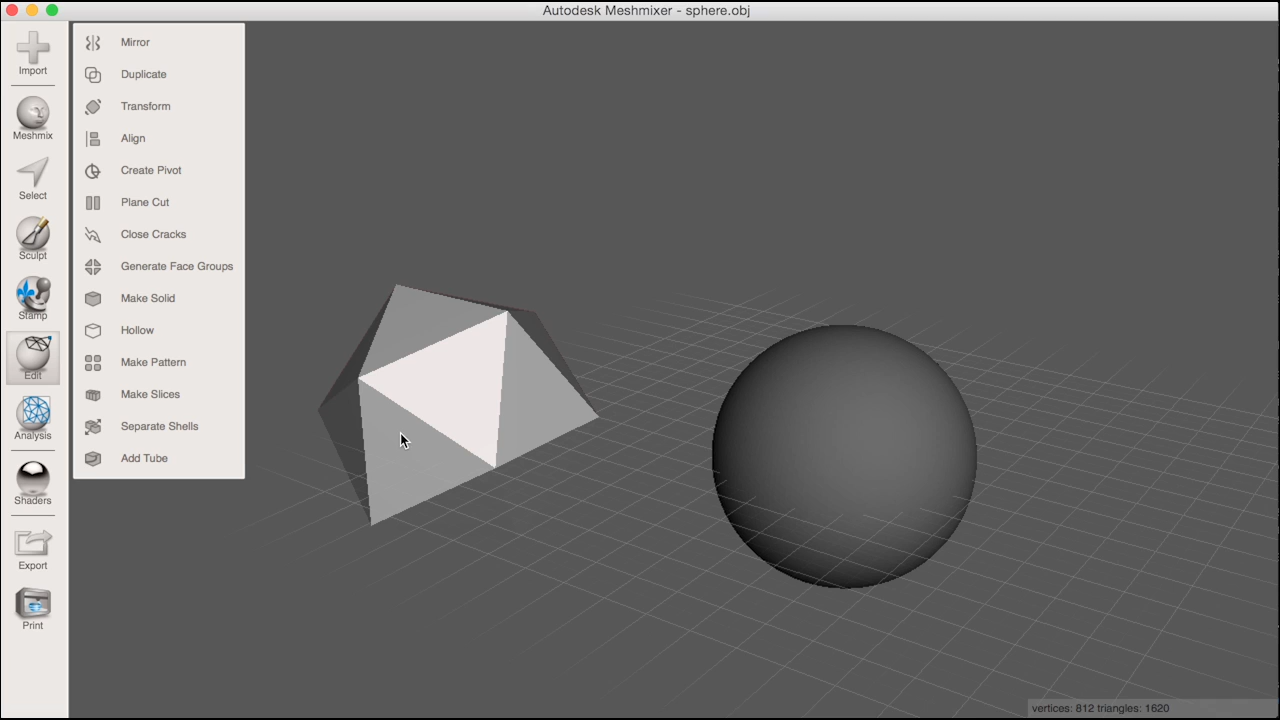 Autodesk Meshmixer - sphere.obj
Import
Meshmix
Select
Sculpt
Stamp
Edit
Analysis
Shaders
Export
Print
Mirror
Duplicate
Transform
Align
Create Pivot
Plane Cut
Close Cracks
Generate Face Groups
Make Solid
Hollow
Make Pattern
Make Slices
Separate Shells
Add Tube
vertices: 812 triangles: 1620